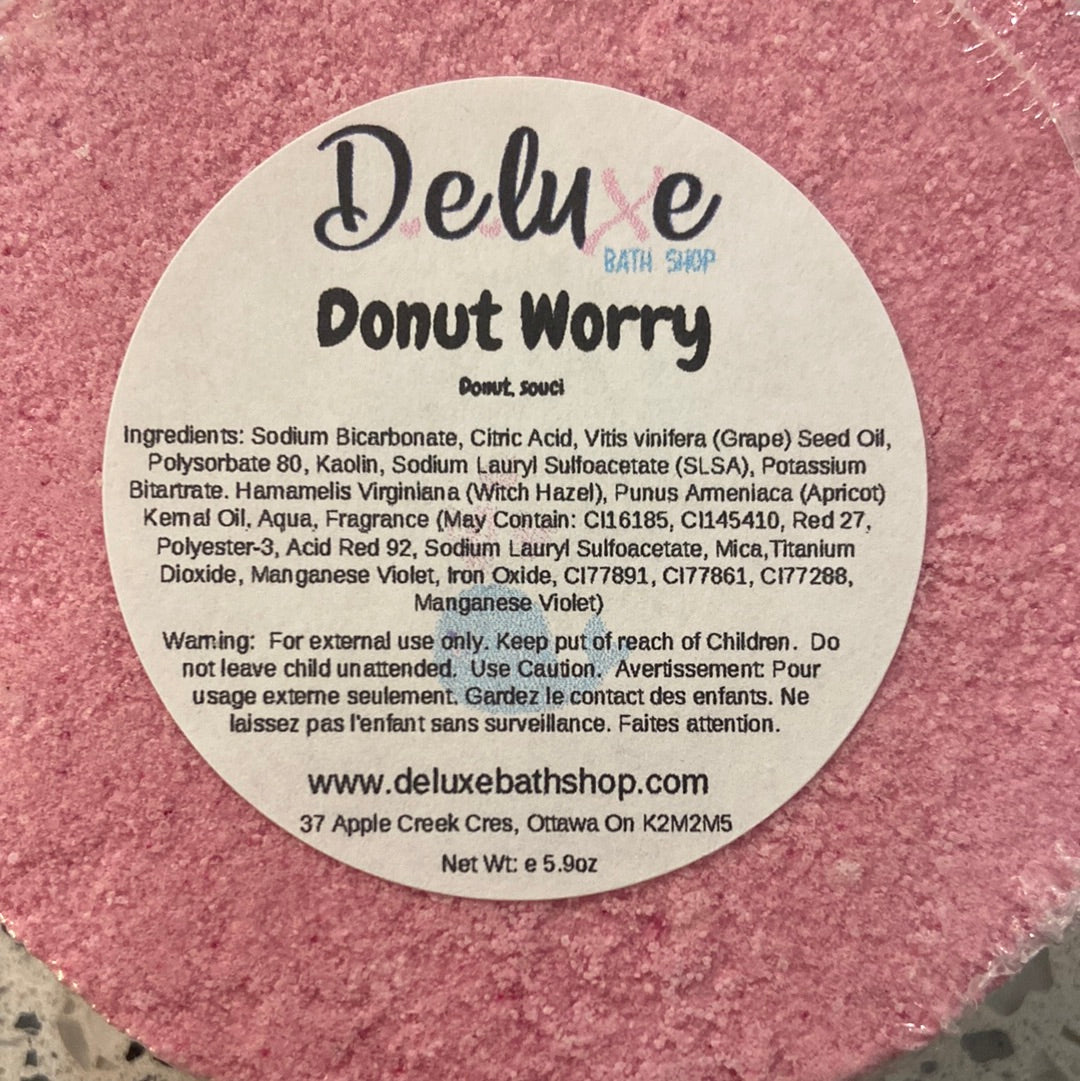 Deluxe
BATH SHOP
Donut Worry
Donut, souci
Ingredients: Sodium Bicarbonate, Citric Acid, Vitis vinifera (Grape) Seed Oil,
Polysorbate 80, Kaolin, Sodium Lauryl Sulfoacetate (SLSA), Potassium
Bitartrate. Hamamelis Virginiana (Witch Hazel), Punus Armeniaca (Apricot)
Kernal Oil, Aqua, Fragrance (May Contain: CI16185, CI145410, Red 27,
Polyester-3, Acid Red 92, Sodium Lauryl Sulfoacetate, Mica,Titanium
Dioxide, Manganese Violet, Iron Oxide, CI77891, CI77861, CI77288,
Manganese Violet)
Warning: For external use only. Keep put of reach of Children. Do
not leave child unattended. Use Caution. Avertissement: Pour
usage externe seulement. Gardez le contact des enfants. Ne
laissez pas l'enfant sans surveillance. Faites attention.
www.deluxebathshop.com
37 Apple Creek Cres, Ottawa On K2M2M5
Net Wt: e 5.9oz